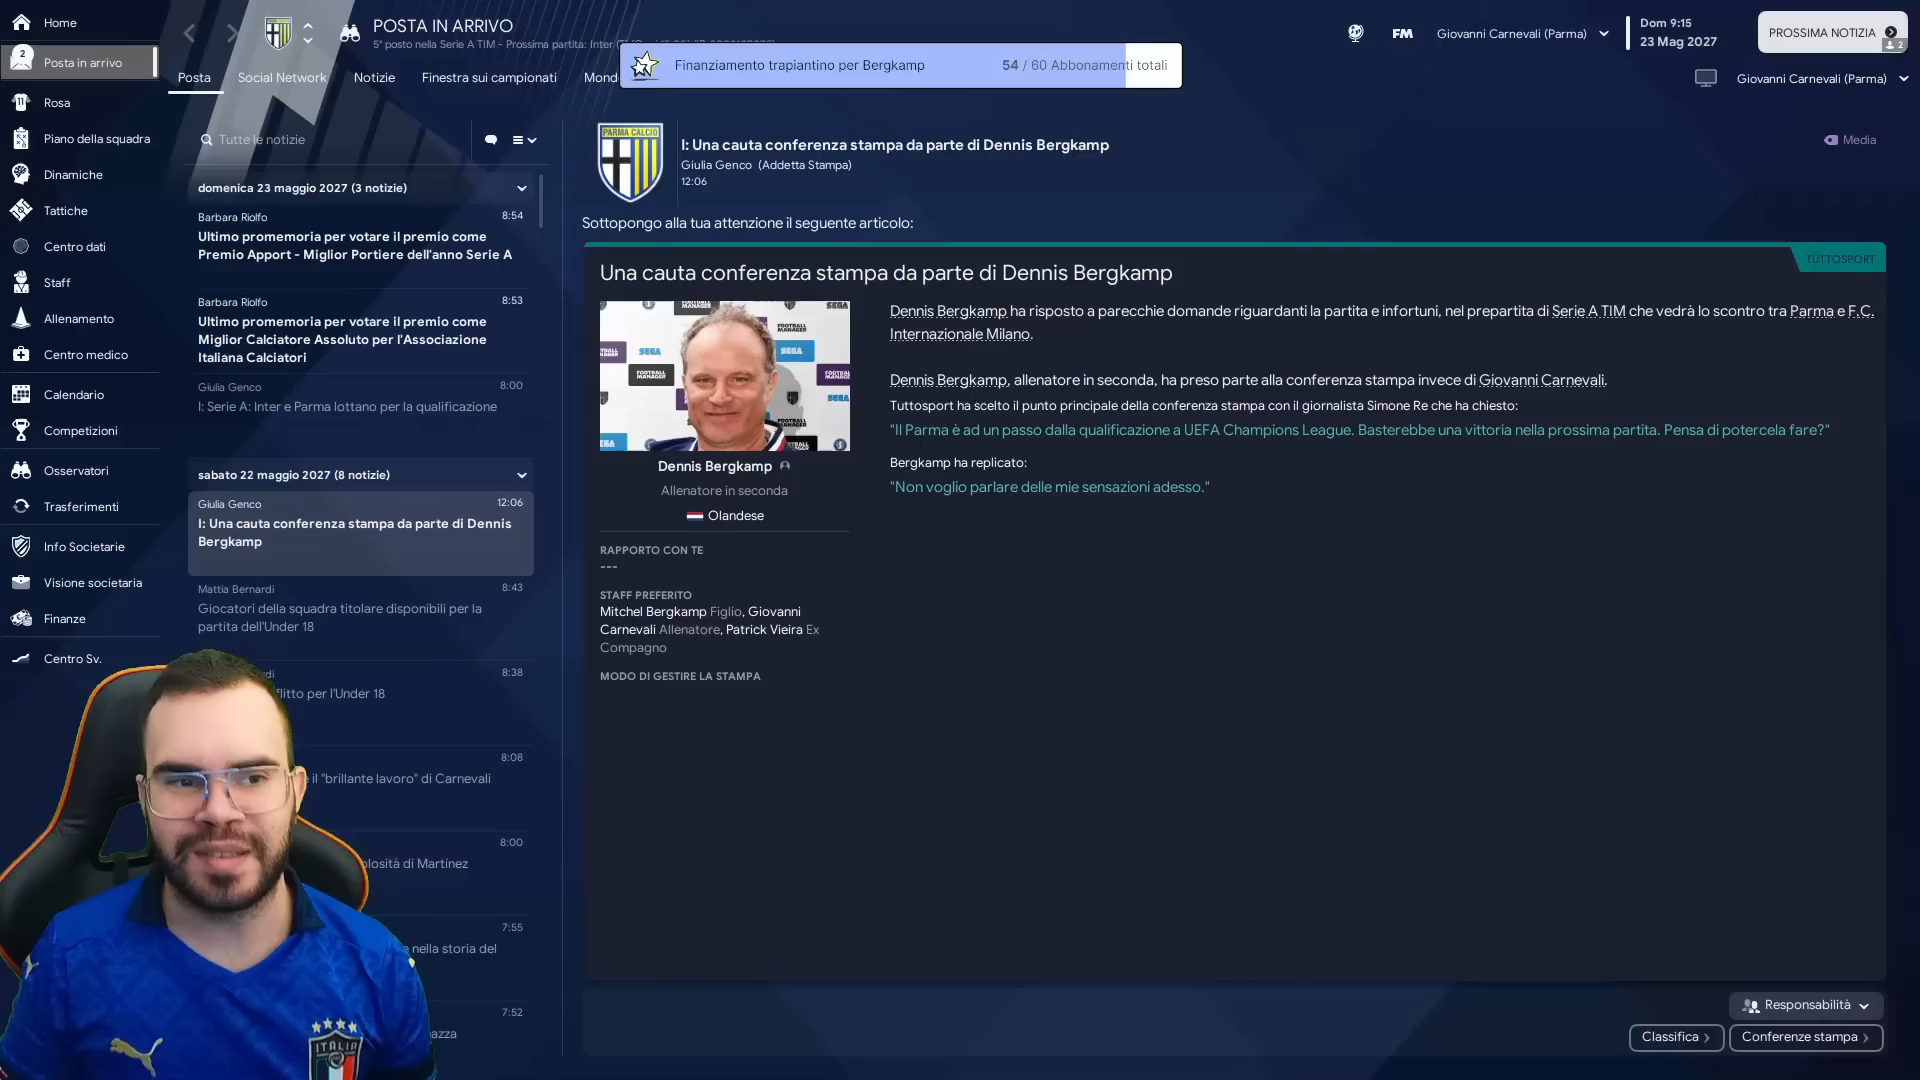 Home
2
Posta in arrivo
Rosa
Piano della squadra
Dinamiche
Tattiche
Centro dati
Staff
Allenamento
Centro medico
Calendario
Competizioni
Osservatori
Trasferimenti
Info Societarie
Visione societaria
Finanze
Centro Sv.
POSTA IN ARRIVO
5° posto nella Serie A TIM - Prossima partita: Inter
Posta
Social Network
Notizie
Finestra sui campionati
Mond
Finanziamento trapiantino per Bergkamp
54 / 60 Abbonamenti totali
FM
Giovanni Carnevali (Parma)
Dom 9:15
23 Mag 2027
PROSSIMA NOTIZIA
2
Giovanni Carnevali (Parma)
Tutte le notizie
domenica 23 maggio 2027 (3 notizie)
Barbara Riolfo
8:54
Ultimo promemoria per votare il premio come
Premio Apport - Miglior Portiere dell'anno Serie A
Barbara Riolfo
8:53
Ultimo promemoria per votare il premio come
Miglior Calciatore Assoluto per l'Associazione
Italiana Calciatori
Giulia Genco
8:00
I: Serie A: Inter e Parma lottano per la qualificazione
sabato 22 maggio 2027 (8 notizie)
Giulia Genco
12:06
I: Una cauta conferenza stampa da parte di Dennis
Bergkamp
Mattia Bernardi
8:43
Giocatori della squadra titolare disponibili per la
partita dell'Under 18
di
8:38
flitto per l'Under 18
8:08
e il "brillante lavoro" di Carnevali
8:00
olosità di Martínez
7:55
e nella storia del
7:52
azza
ITALIA
PARMA CALCIO
I: Una cauta conferenza stampa da parte di Dennis Bergkamp
Giulia Genco (Addetta Stampa)
12:06
Media
Sottopongo alla tua attenzione il seguente articolo:
TUTTOSPORT
Una cauta conferenza stampa da parte di Dennis Bergkamp
FOOTBALL MANAGER
SEGA
Dennis Bergkamp
Allenatore in seconda
Olandese
RAPPORTO CON TE
---
STAFF PREFERITO
Mitchel Bergkamp Figlio, Giovanni
Carnevali Allenatore, Patrick Vieira Ex
Compagno
MODO DI GESTIRE LA STAMPA
Dennis Bergkamp ha risposto a parecchie domande riguardanti la partita e infortuni, nel prepartita di Serie A TIM che vedrà lo scontro tra Parma e F.C.
Internazionale Milano.
Dennis Bergkamp, allenatore in seconda, ha preso parte alla conferenza stampa invece di Giovanni Carnevali.
Tuttosport ha scelto il punto principale della conferenza stampa con il giornalista Simone Re che ha chiesto:
"Il Parma è ad un passo dalla qualificazione a UEFA Champions League. Basterebbe una vittoria nella prossima partita. Pensa di potercela fare?"
Bergkamp ha replicato:
"Non voglio parlare delle mie sensazioni adesso."
Responsabilità
Classifica
Conferenze stampa